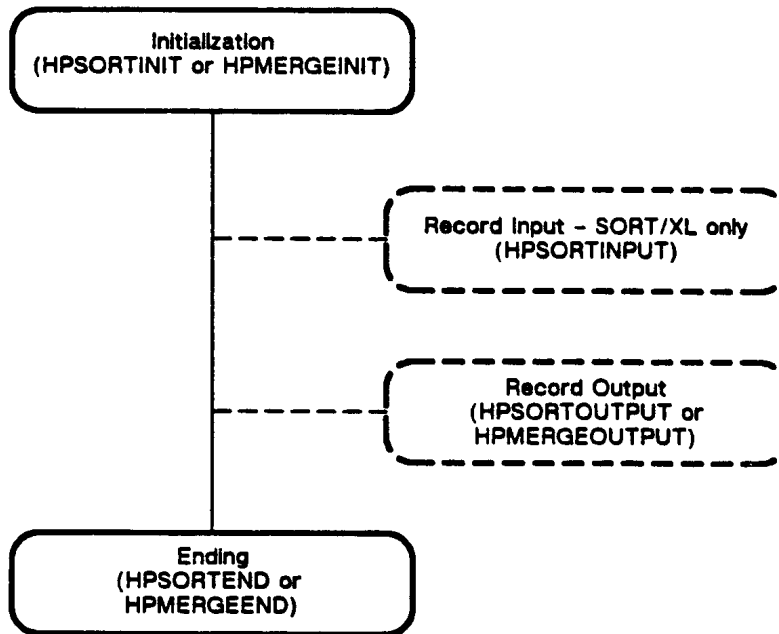 Initialization
(HPSORTINIT or HPMERGEINIT)
Record Input - SORT/XL only
(HPSORTINPUT)
Record Output
(HPSORTOUTPUT or
HPMERGEOUTPUT)
Ending
(HPSORTEND or
HPMERGEEND)